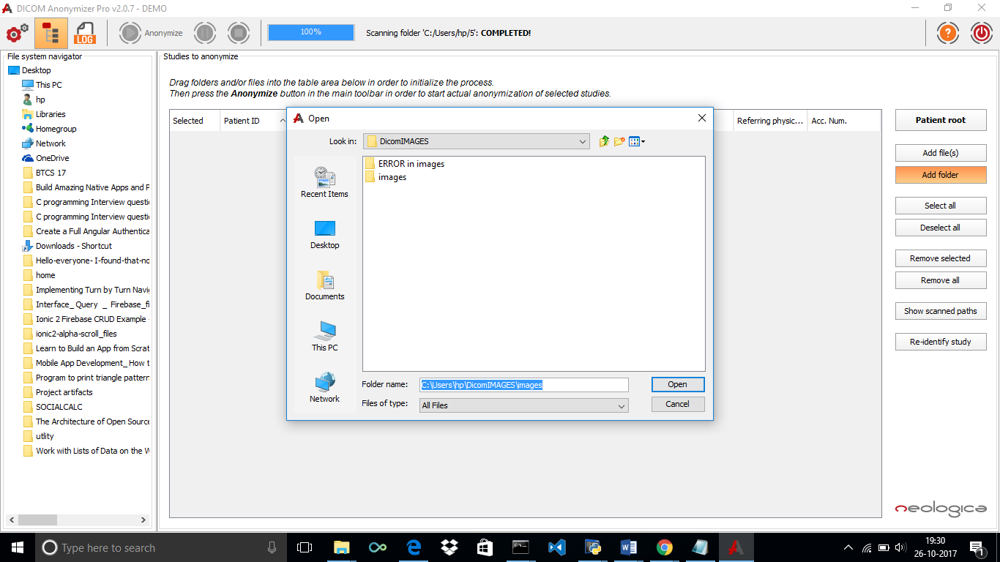 DICOM Anonymizer Pro v2.0.7 - DEMO
LOG
Anonymize
100%
Scanning folder 'C:/Users/hp/5': COMPLETED!
?
File system navigator
Desktop
This PC
hp
Libraries
Homegroup
Network
OneDrive
BTCS 17
Build Amazing Native Apps and P
C programming Interview questi
C programming Interview questi
Create a Full Angular Authentica
Downloads - Shortcut
Hello-everyone- I-found-that-no
home
Implementing Turn by Turn Navi
Interface_ Query _ Firebase_fi
Ionic 2 Firebase CRUD Example
ionic2-alpha-scroll_files
Learn to Build an App from Scrat
Mobile App Development_ How t
Program to print triangle pattern
Project artifacts
SOCIALCALC
The Architecture of Open Source
utlity
Work with Lists of Data on the W
Studies to anonymize
Drag folders and/or files into the table area below in order to initialize the process.
Then press the Anonymize button in the main toolbar in order to start actual anonymization of selected studies.
Selected
Patient ID
Referring physic...
Acc. Num.
Open
Look in:
DicomIMAGES
Recent Items
Desktop
Documents
This PC
Network
ERROR in images
images
Folder name:
C:\Users\hp\DicomIMAGES\images
Open
Files of type:
All Files
Cancel
Patient root
Add file(s)
Add folder
Select all
Deselect all
Remove selected
Remove all
Show scanned paths
Re-identify study
neologica
Type here to search
19:30
26-10-2017
1